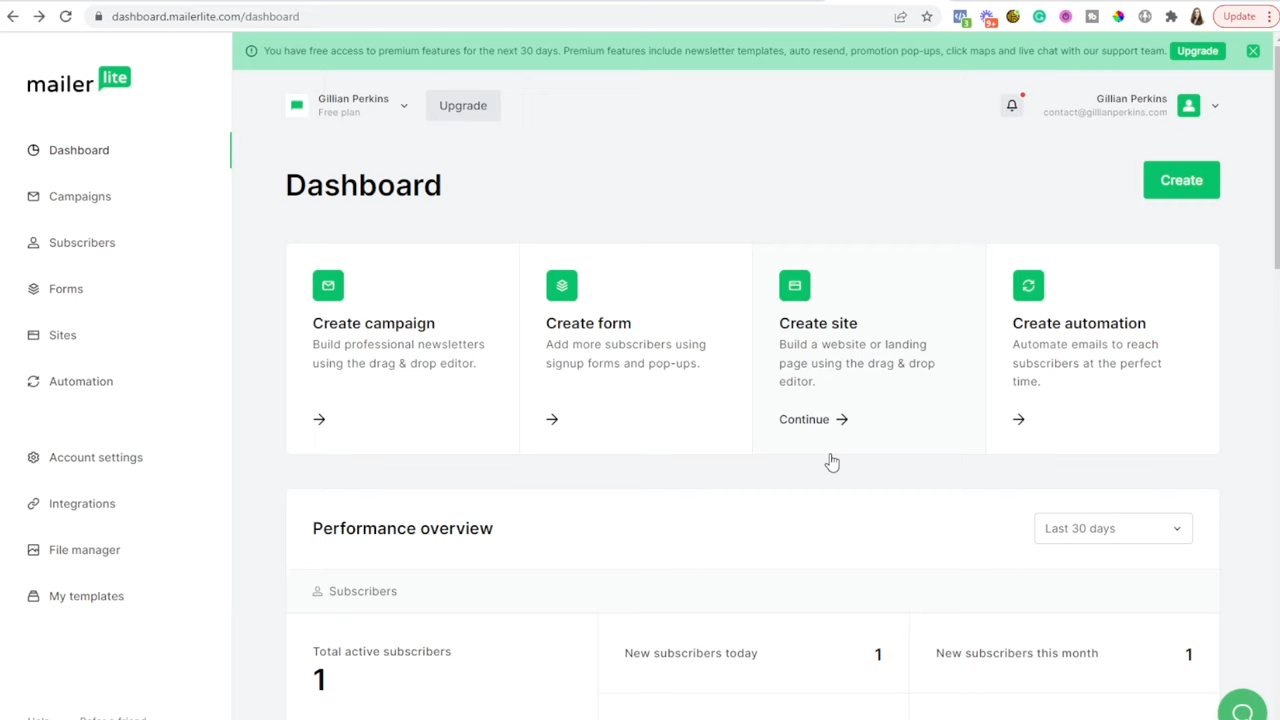 dashboard.mailerlite.com/dashboard
3
9+
Update
You have free access to premium features for the next 30 days. Premium features include newsletter templates, auto resend, promotion pop-ups, click maps and live chat with our support team.
Upgrade
mailer lite
Gillian Perkins
Free plan
Upgrade
Gillian Perkins
contact@gillianperkins.com
Dashboard
Campaigns
Subscribers
Forms
Sites
Automation
Account settings
Integrations
File manager
My templates
Dashboard
Create
Create campaign
Build professional newsletters
using the drag & drop editor.
Create form
Add more subscribers using
signup forms and pop-ups.
Create site
Build a website or landing
page using the drag & drop
editor.
Continue
Create automation
Automate emails to reach
subscribers at the perfect
time.
Performance overview
Last 30 days
Subscribers
Total active subscribers
1
New subscribers today
1
New subscribers this month
1